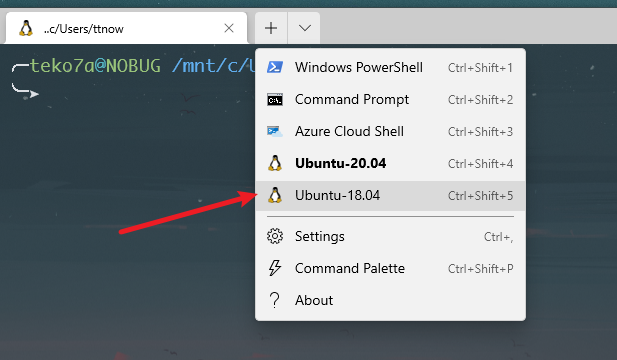 ..c/Users/ttnow
teko7a@NOBUG /mnt/c/
Windows PowerShell Ctrl+Shift+1
Command Prompt Ctrl+Shift+2
Azure Cloud Shell Ctrl+Shift+3
Ubuntu-20.04 Ctrl+Shift+4
Ubuntu-18.04 Ctrl+Shift+5
Settings Ctrl+,
Command Palette Ctrl+Shift+P
About